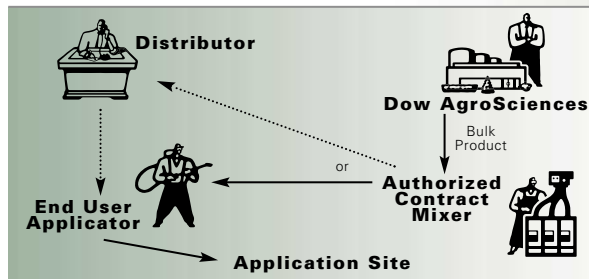 Distributor
Dow AgroSciences
Bulk
Product
or
Authorized
Contract
Mixer
End User
Applicator
Application Site